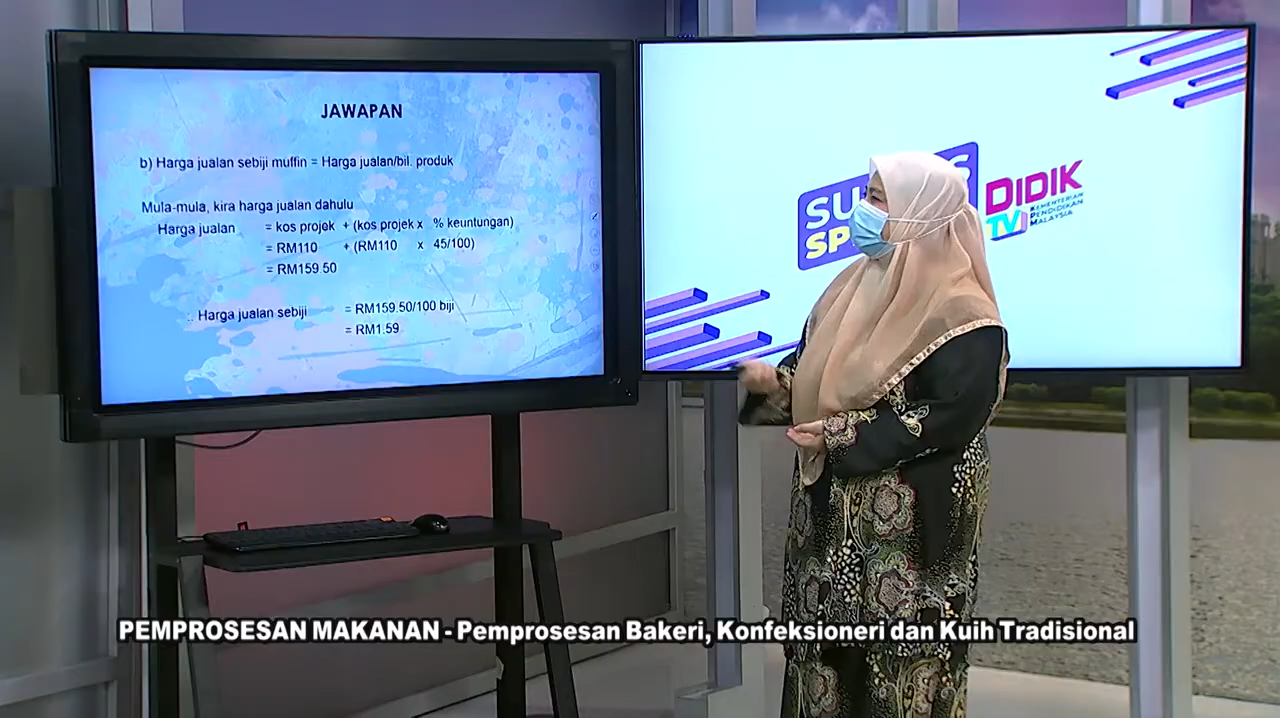 JAWAPAN
b) Harga jualan sebiji muffin = Harga jualan/bil. produk
Mula-mula, kira harga jualan dahulu
Harga jualan = kos projek + (kos projek x % keuntungan)
= RM110 + (RM110 x 45/100)
= RM159.50
∴ Harga jualan sebiji = RM159.50/100 biji
= RM1.59
DIDIK
TV
KEMENTERIAN
PENDIDIKAN
MALAYSIA
PEMPROSESAN MAKANAN - Pemprosesan Bakeri, Konfeksioneri dan Kuih Tradisional